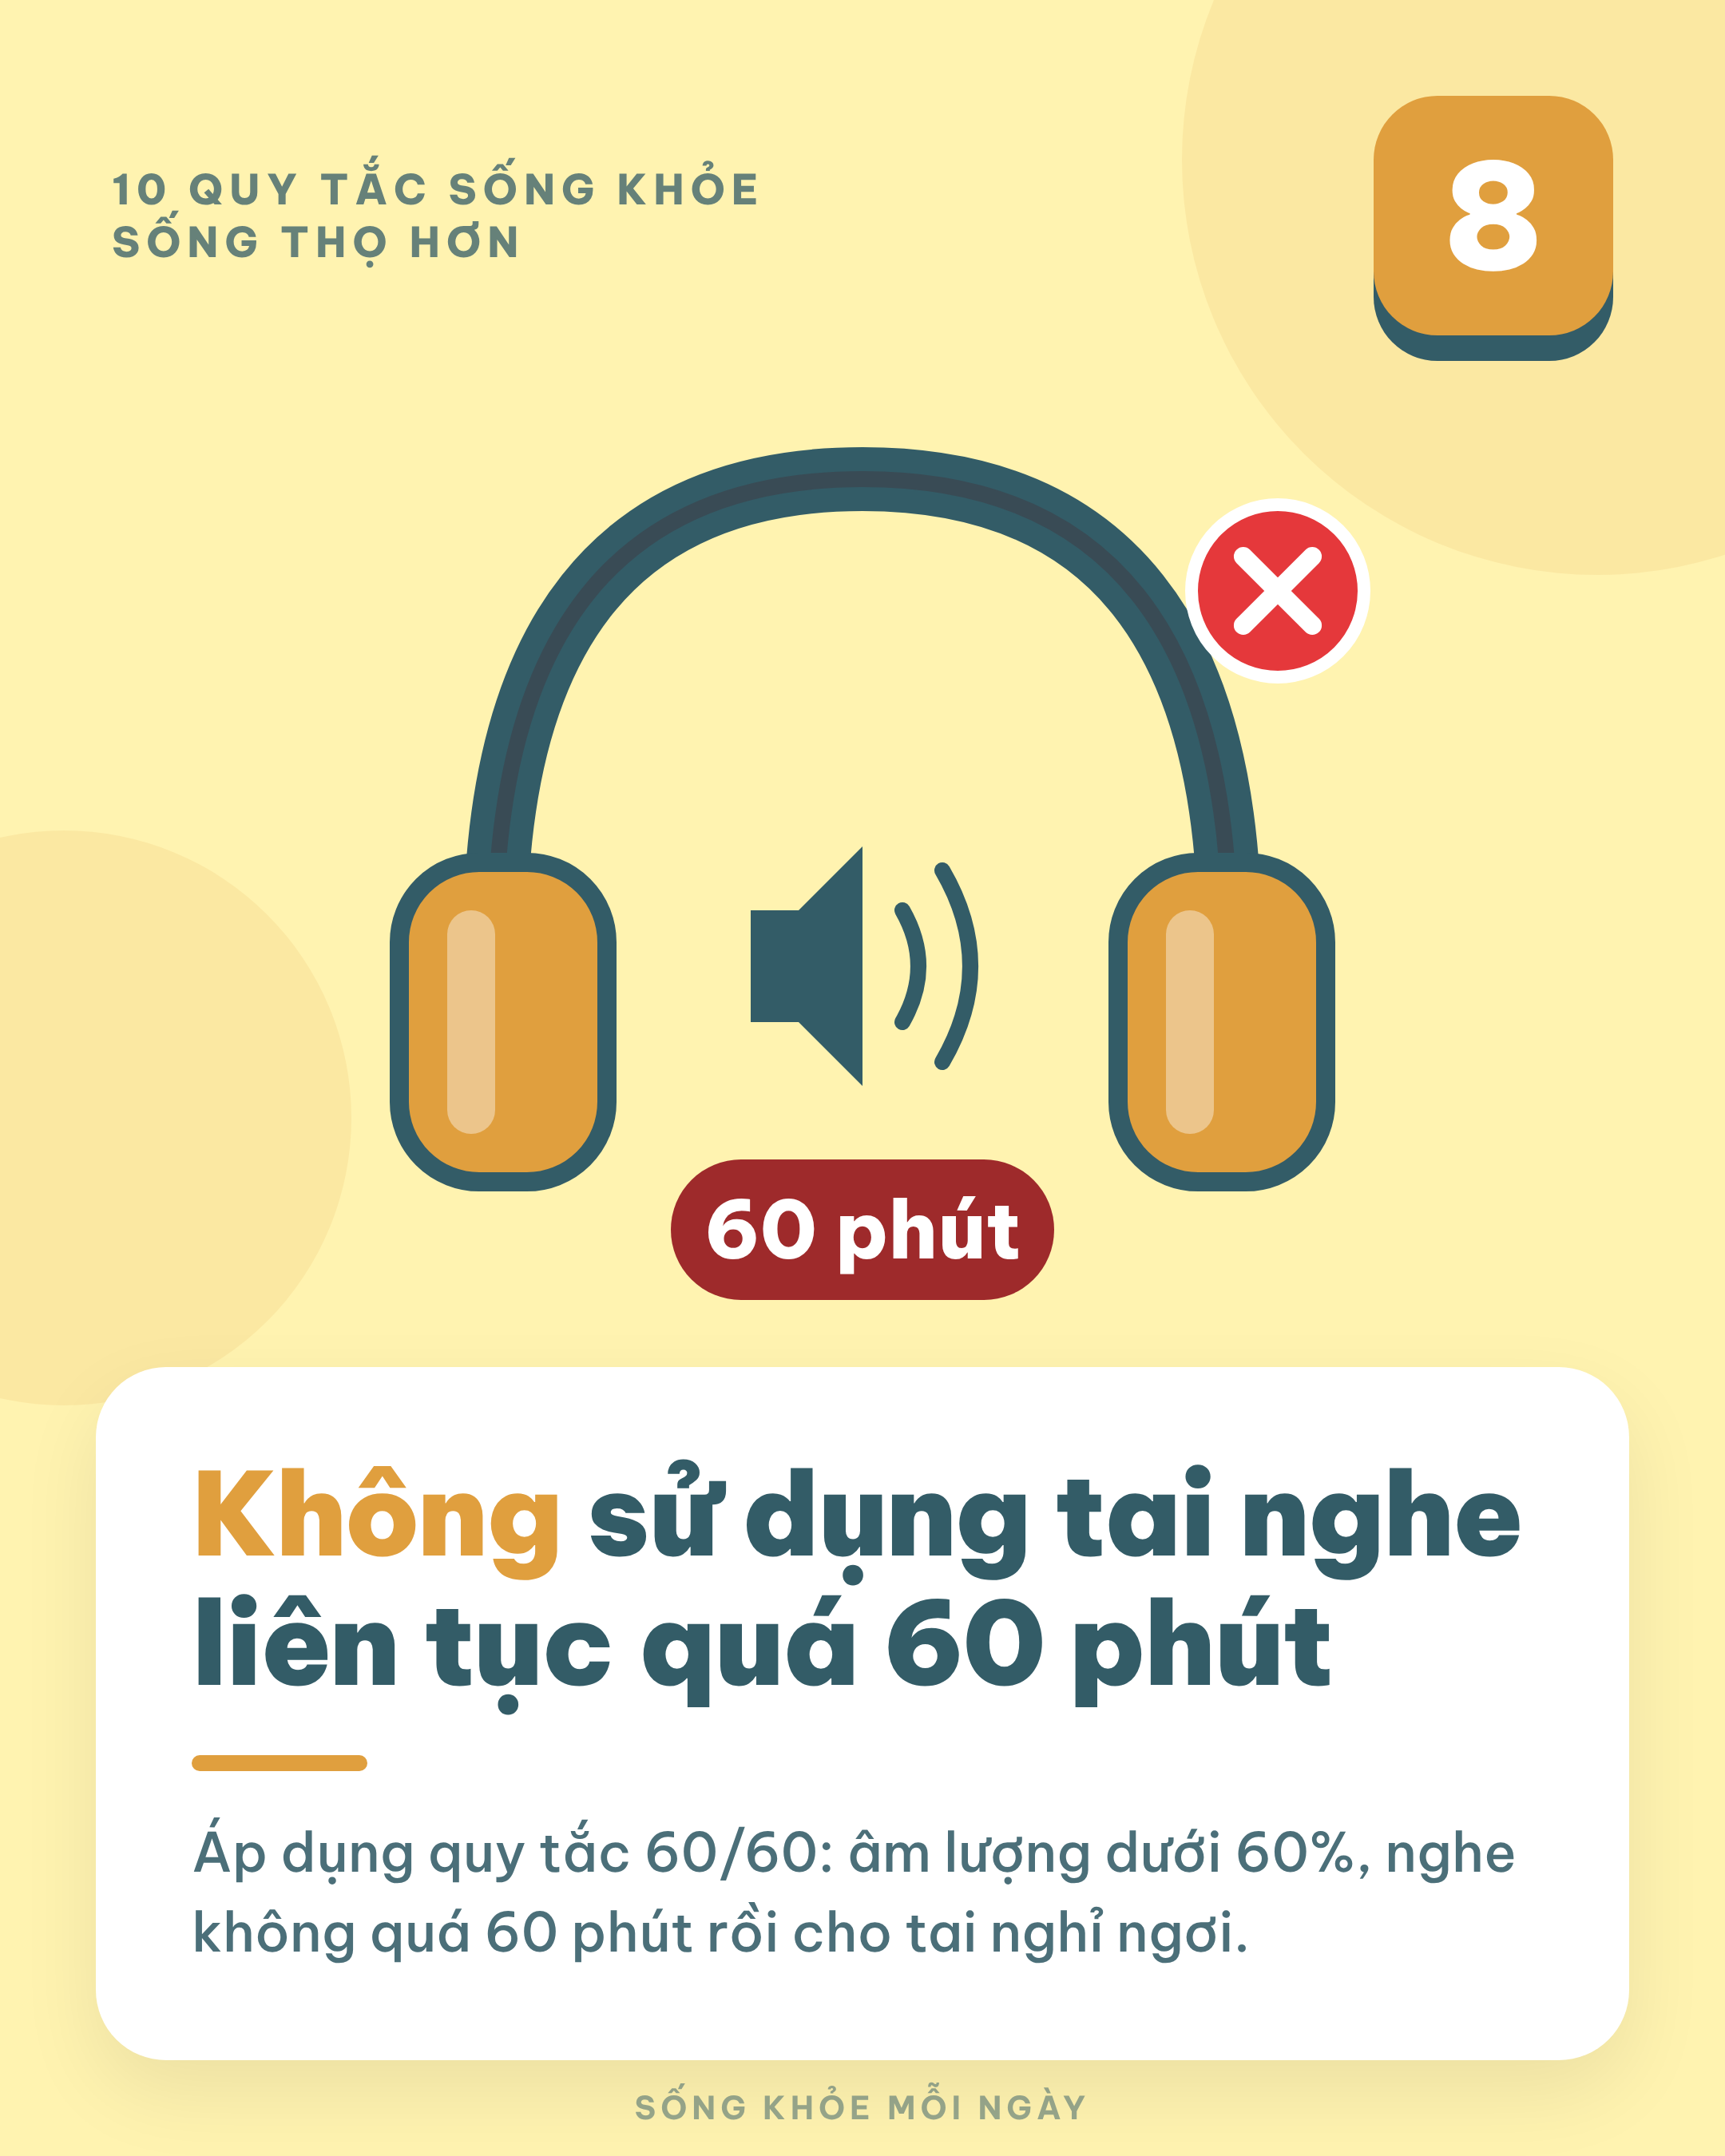 10 QUY TẮC SỐNG KHỎE
SỐNG THỌ HƠN
8
60 phút
Không sử dụng tai nghe
liên tục quá 60 phút
Áp dụng quy tắc 60/60: âm lượng dưới 60%, nghe
không quá 60 phút rồi cho tai nghỉ ngơi.
SỐNG KHỎE MỖI NGÀY